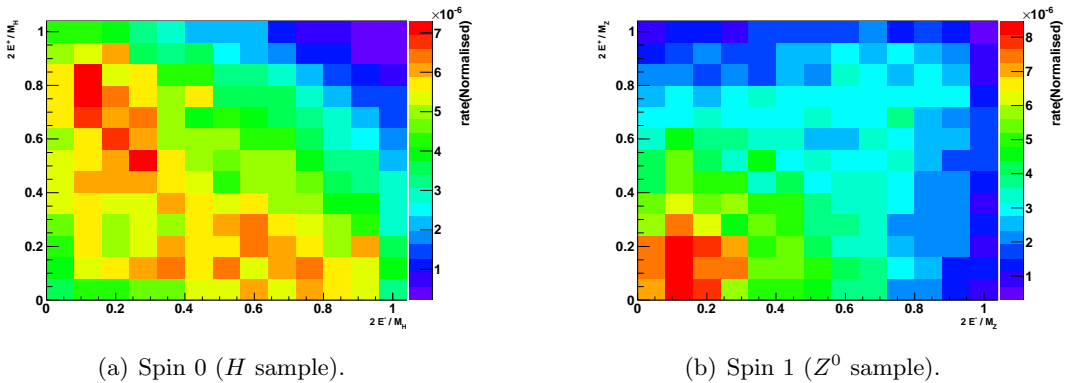 ×10⁻⁶
2 E⁺ / M_H
1
0.8
0.6
0.4
0.2
0
0 0.2 0.4 0.6 0.8 1
2 E⁻ / M_H
7
6
5
4
3
2
1
rate(Normalised)
(a) Spin 0 (H sample).
×10⁻⁶
2 E⁺ / M_Z
1
0.8
0.6
0.4
0.2
0
0 0.2 0.4 0.6 0.8 1
2 E⁻ / M_Z
8
7
6
5
4
3
2
1
rate(Normalised)
(b) Spin 1 (Z⁰ sample).